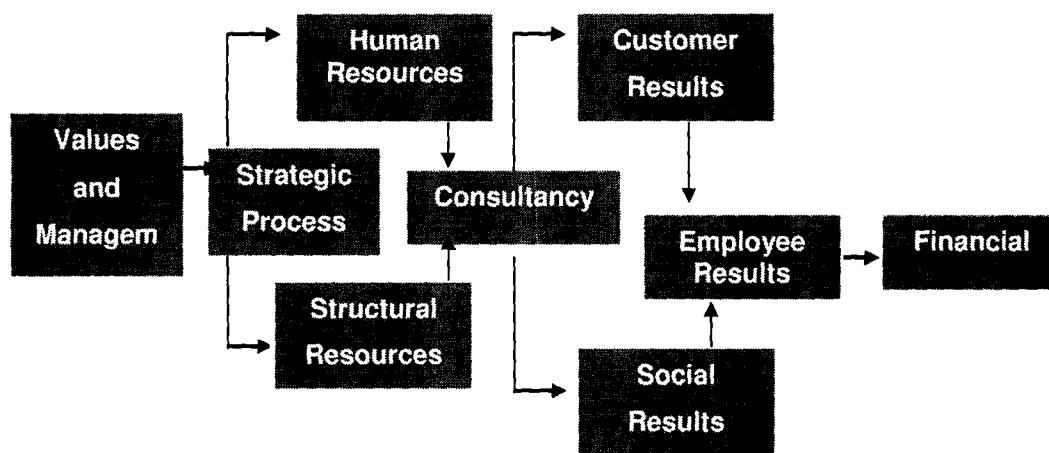 Values
and
Managem
Strategic
Process
Human
Resources
Structural
Resources
Consultancy
Customer
Results
Social
Results
Employee
Results
Financial